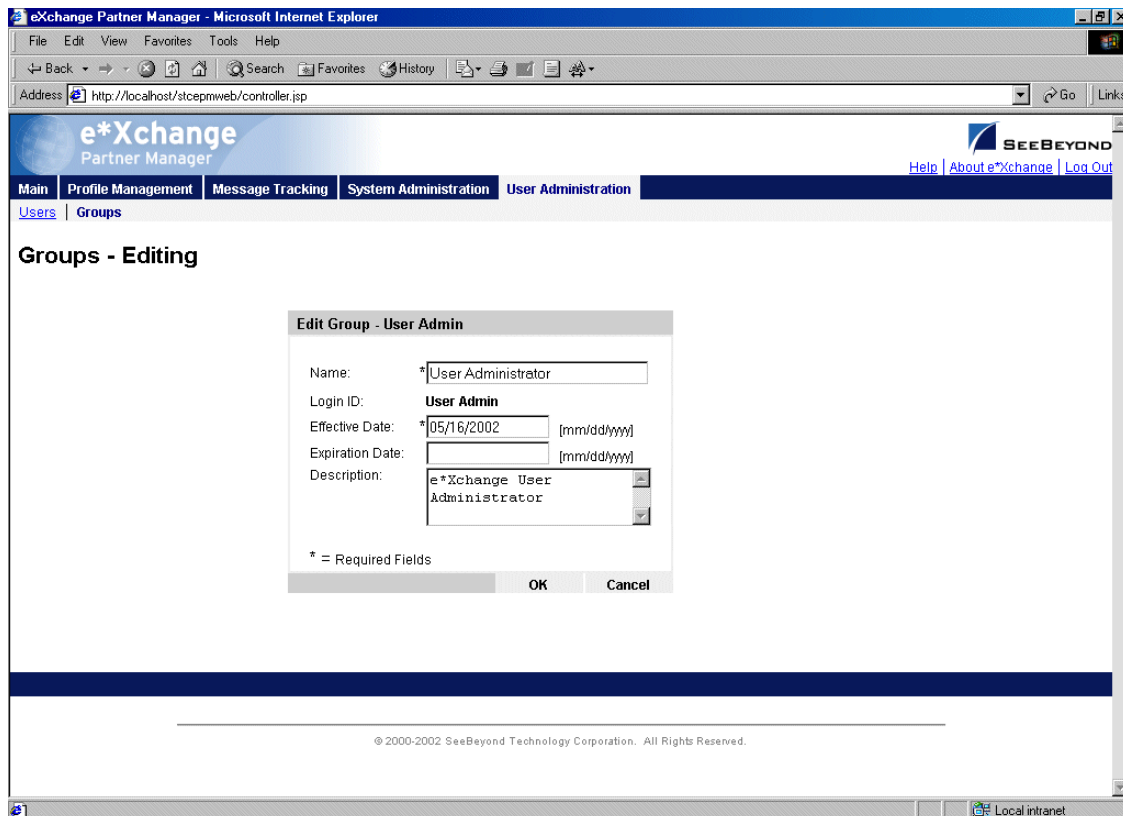 eXchange Partner Manager - Microsoft Internet Explorer
File Edit View Favorites Tools Help
Back Search Favorites History
Address http://localhost/stcepmweb/controller.jsp Go Links
e*Xchange
Partner Manager
SEEBEYOND
Help | About e*Xchange | Log Out
Main Profile Management Message Tracking System Administration User Administration
Users | Groups
Groups - Editing
Edit Group - User Admin
Name: *User Administrator
Login ID: User Admin
Effective Date: *05/16/2002 [mm/dd/yyyy]
Expiration Date: [mm/dd/yyyy]
Description: e*Xchange User
Administrator
* = Required Fields
OK Cancel
© 2000-2002 SeeBeyond Technology Corporation. All Rights Reserved.
Local intranet